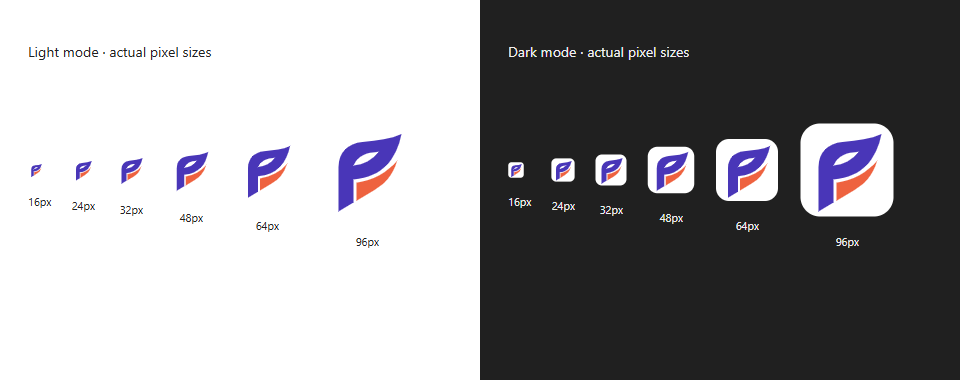 Light mode · actual pixel sizes
16px
24px
32px
48px
64px
96px
Dark mode · actual pixel sizes
16px
24px
32px
48px
64px
96px